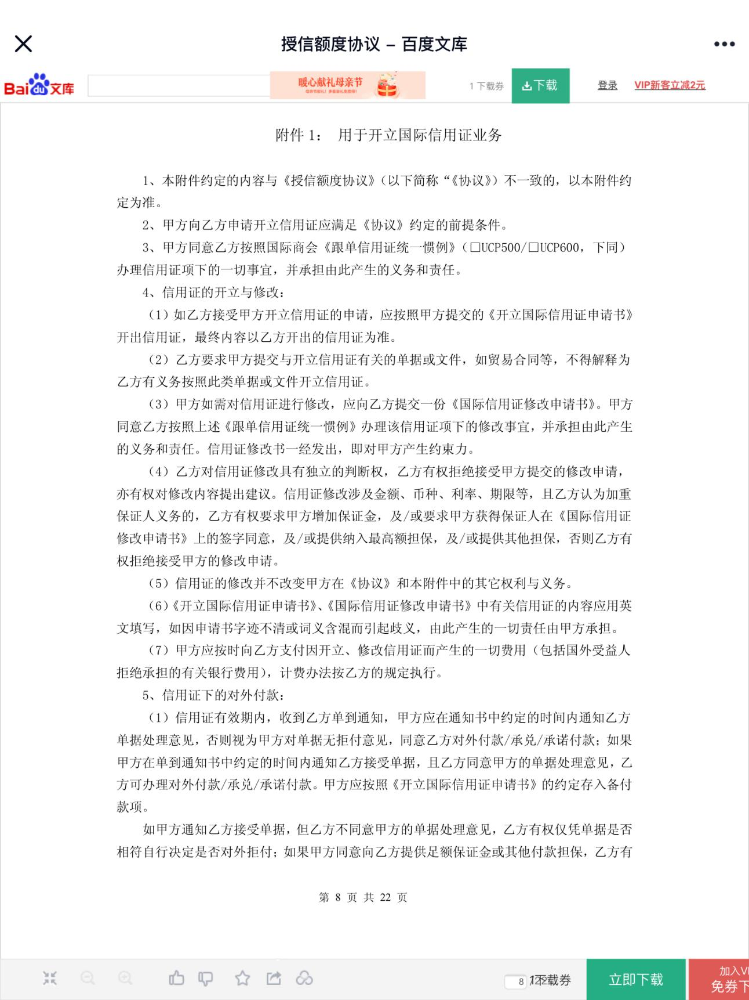 授信额度协议 – 百度文库
Bai du 文库
暖心献礼母亲节
1 下载券
下载
登录
VIP新客立减2元
附件 1： 用于开立国际信用证业务
1、本附件约定的内容与《授信额度协议》（以下简称“《协议》）不一致的，以本附件约
定为准。
2、甲方向乙方申请开立信用证应满足《协议》约定的前提条件。
3、甲方同意乙方按照国际商会《跟单信用证统一惯例》（□UCP500/□UCP600，下同）
办理信用证项下的一切事宜，并承担由此产生的义务和责任。
4、信用证的开立与修改：
（1）如乙方接受甲方开立信用证的申请，应按照甲方提交的《开立国际信用证申请书》
开出信用证，最终内容以乙方开出的信用证为准。
（2）乙方要求甲方提交与开立信用证有关的单据或文件，如贸易合同等，不得解释为
乙方有义务按照此类单据或文件开立信用证。
（3）甲方如需对信用证进行修改，应向乙方提交一份《国际信用证修改申请书》。甲方
同意乙方按照上述《跟单信用证统一惯例》办理该信用证项下的修改事宜，并承担由此产生
的义务和责任。信用证修改书一经发出，即对甲方产生约束力。
（4）乙方对信用证修改具有独立的判断权，乙方有权拒绝接受甲方提交的修改申请，
亦有权对修改内容提出建议。信用证修改涉及金额、币种、利率、期限等，且乙方认为加重
保证人义务的，乙方有权要求甲方增加保证金，及/或要求甲方获得保证人在《国际信用证
修改申请书》上的签字同意，及/或提供纳入最高额担保，及/或提供其他担保，否则乙方有
权拒绝接受甲方的修改申请。
（5）信用证的修改并不改变甲方在《协议》和本附件中的其它权利与义务。
（6）《开立国际信用证申请书》、《国际信用证修改申请书》中有关信用证的内容应用英
文填写，如因申请书字迹不清或词义含混而引起歧义，由此产生的一切责任由甲方承担。
（7）甲方应按时向乙方支付因开立、修改信用证而产生的一切费用（包括国外受益人
拒绝承担的有关银行费用），计费办法按乙方的规定执行。
5、信用证下的对外付款：
（1）信用证有效期内，收到乙方单到通知，甲方应在通知书中约定的时间内通知乙方
单据处理意见，否则视为甲方对单据无拒付意见，同意乙方对外付款/承兑/承诺付款；如果
甲方在单到通知书中约定的时间内通知乙方接受单据，且乙方同意甲方的单据处理意见，乙
方可办理对外付款/承兑/承诺付款。甲方应按照《开立国际信用证申请书》的约定存入备付
款项。
如甲方通知乙方接受单据，但乙方不同意甲方的单据处理意见，乙方有权仅凭单据是否
相符自行决定是否对外拒付；如果甲方同意向乙方提供足额保证金或其他付款担保，乙方有
第 8 页 共 22 页
8
下载券
立即下载
加入VI
免券下